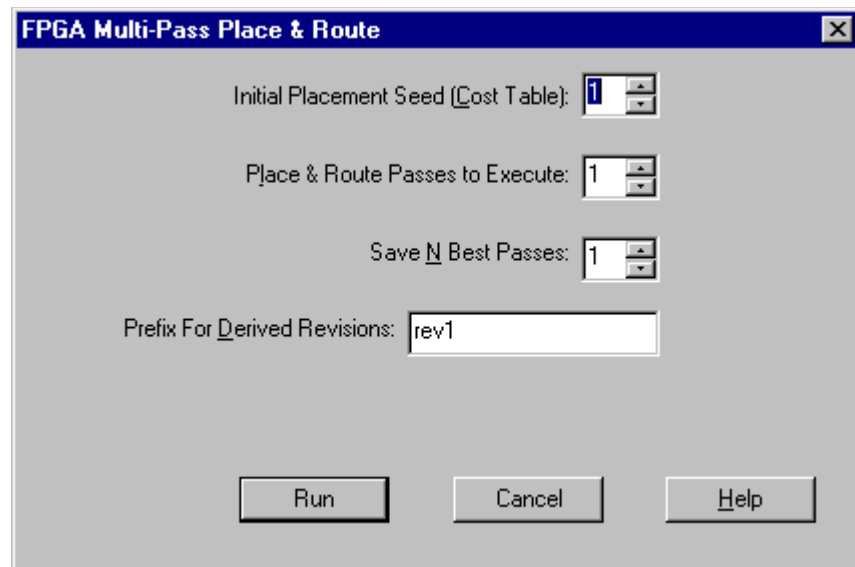 FPGA Multi-Pass Place & Route
Initial Placement Seed (Cost Table): 1
Place & Route Passes to Execute: 1
Save N Best Passes: 1
Prefix For Derived Revisions: rev1
Run Cancel Help